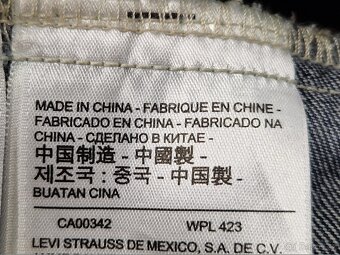 MADE IN CHINA - FABRIQUE EN CHINE -
FABRICADO EN CHINA - FABRICADO NA
CHINA - СДЕЛАНО В КИТАЕ -
中国制造 - 中國製 -
제조국 : 중국 - 中国製
BUATAN CINA
CA00342 WPL 423
LEVI STRAUSS DE MEXICO, S.A. DE C.V.